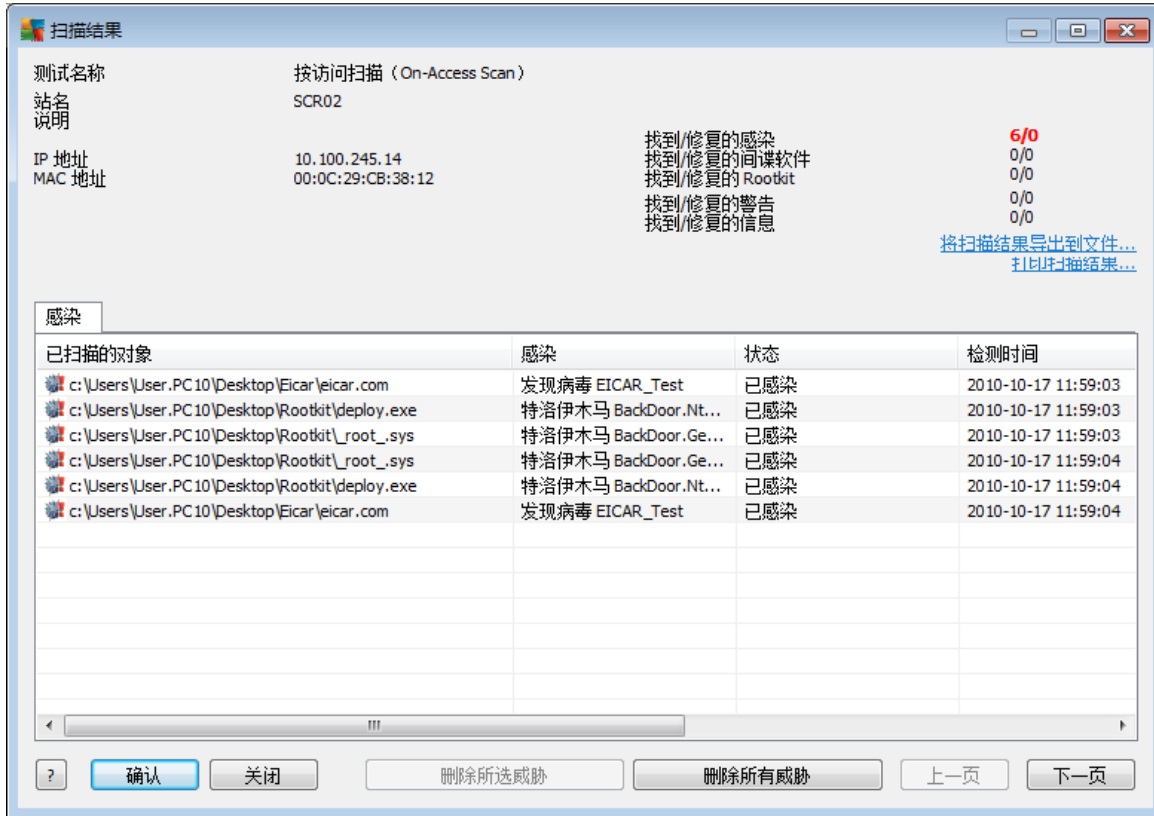 扫描结果
测试名称 按访问扫描（On-Access Scan）
站名 SCR02
说明
找到/修复的感染 6/0
IP 地址 10.100.245.14 找到/修复的间谍软件 0/0
MAC 地址 00:0C:29:CB:38:12 找到/修复的 Rootkit 0/0
找到/修复的警告 0/0
找到/修复的信息 0/0
将扫描结果导出到文件...
打印扫描结果...
感染
已扫描的对象 感染 状态 检测时间
c:\Users\User.PC10\Desktop\Eicar\eicar.com 发现病毒 EICAR_Test 已感染 2010-10-17 11:59:03
c:\Users\User.PC10\Desktop\Rootkit\deploy.exe 特洛伊木马 BackDoor.Nt... 已感染 2010-10-17 11:59:03
c:\Users\User.PC10\Desktop\Rootkit\_root_.sys 特洛伊木马 BackDoor.Ge... 已感染 2010-10-17 11:59:03
c:\Users\User.PC10\Desktop\Rootkit\_root_.sys 特洛伊木马 BackDoor.Ge... 已感染 2010-10-17 11:59:04
c:\Users\User.PC10\Desktop\Rootkit\deploy.exe 特洛伊木马 BackDoor.Nt... 已感染 2010-10-17 11:59:04
c:\Users\User.PC10\Desktop\Eicar\eicar.com 发现病毒 EICAR_Test 已感染 2010-10-17 11:59:04
? 确认 关闭 删除所选威胁 删除所有威胁 上一页 下一页